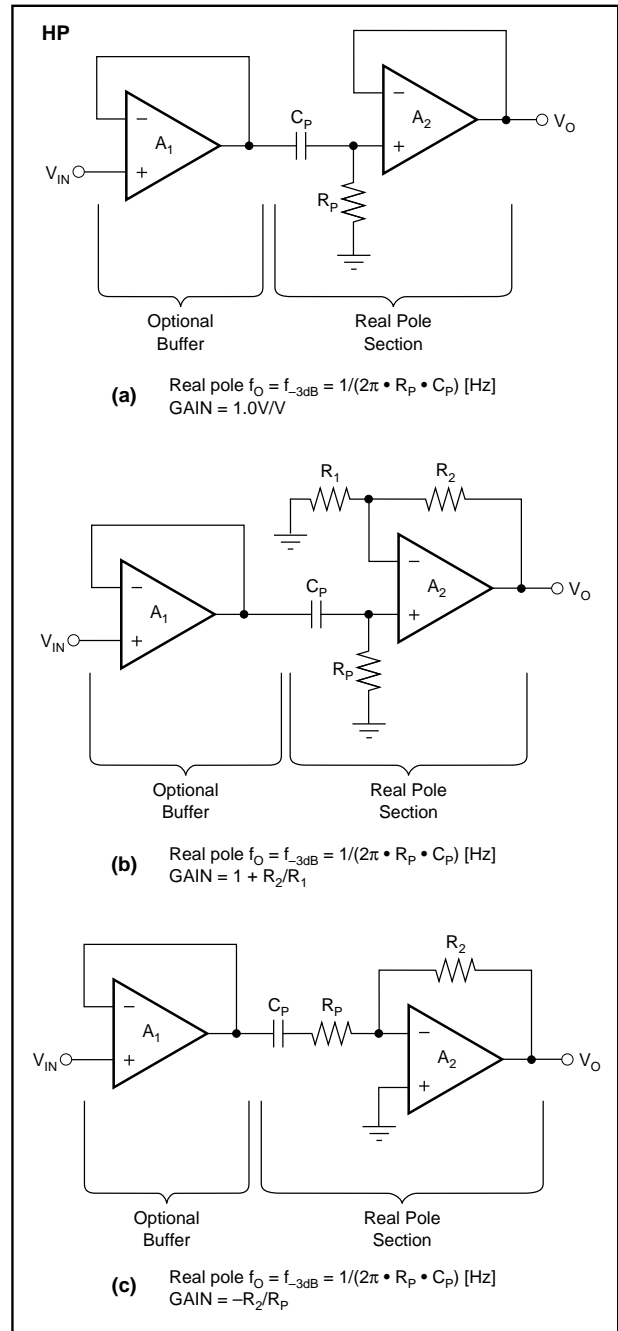 HP
−
A1
+
VIN
CP
RP
−
A2
+
VO
Optional
Buffer
Real Pole
Section
(a) Real pole fO = f–3dB = 1/(2π • RP • CP) [Hz]
GAIN = 1.0V/V
R1
R2
−
A1
+
VIN
CP
RP
−
A2
+
VO
Optional
Buffer
Real Pole
Section
(b) Real pole fO = f–3dB = 1/(2π • RP • CP) [Hz]
GAIN = 1 + R2/R1
R2
−
A1
+
VIN
CP
RP
−
A2
+
VO
Optional
Buffer
Real Pole
Section
(c) Real pole fO = f–3dB = 1/(2π • RP • CP) [Hz]
GAIN = –R2/RP